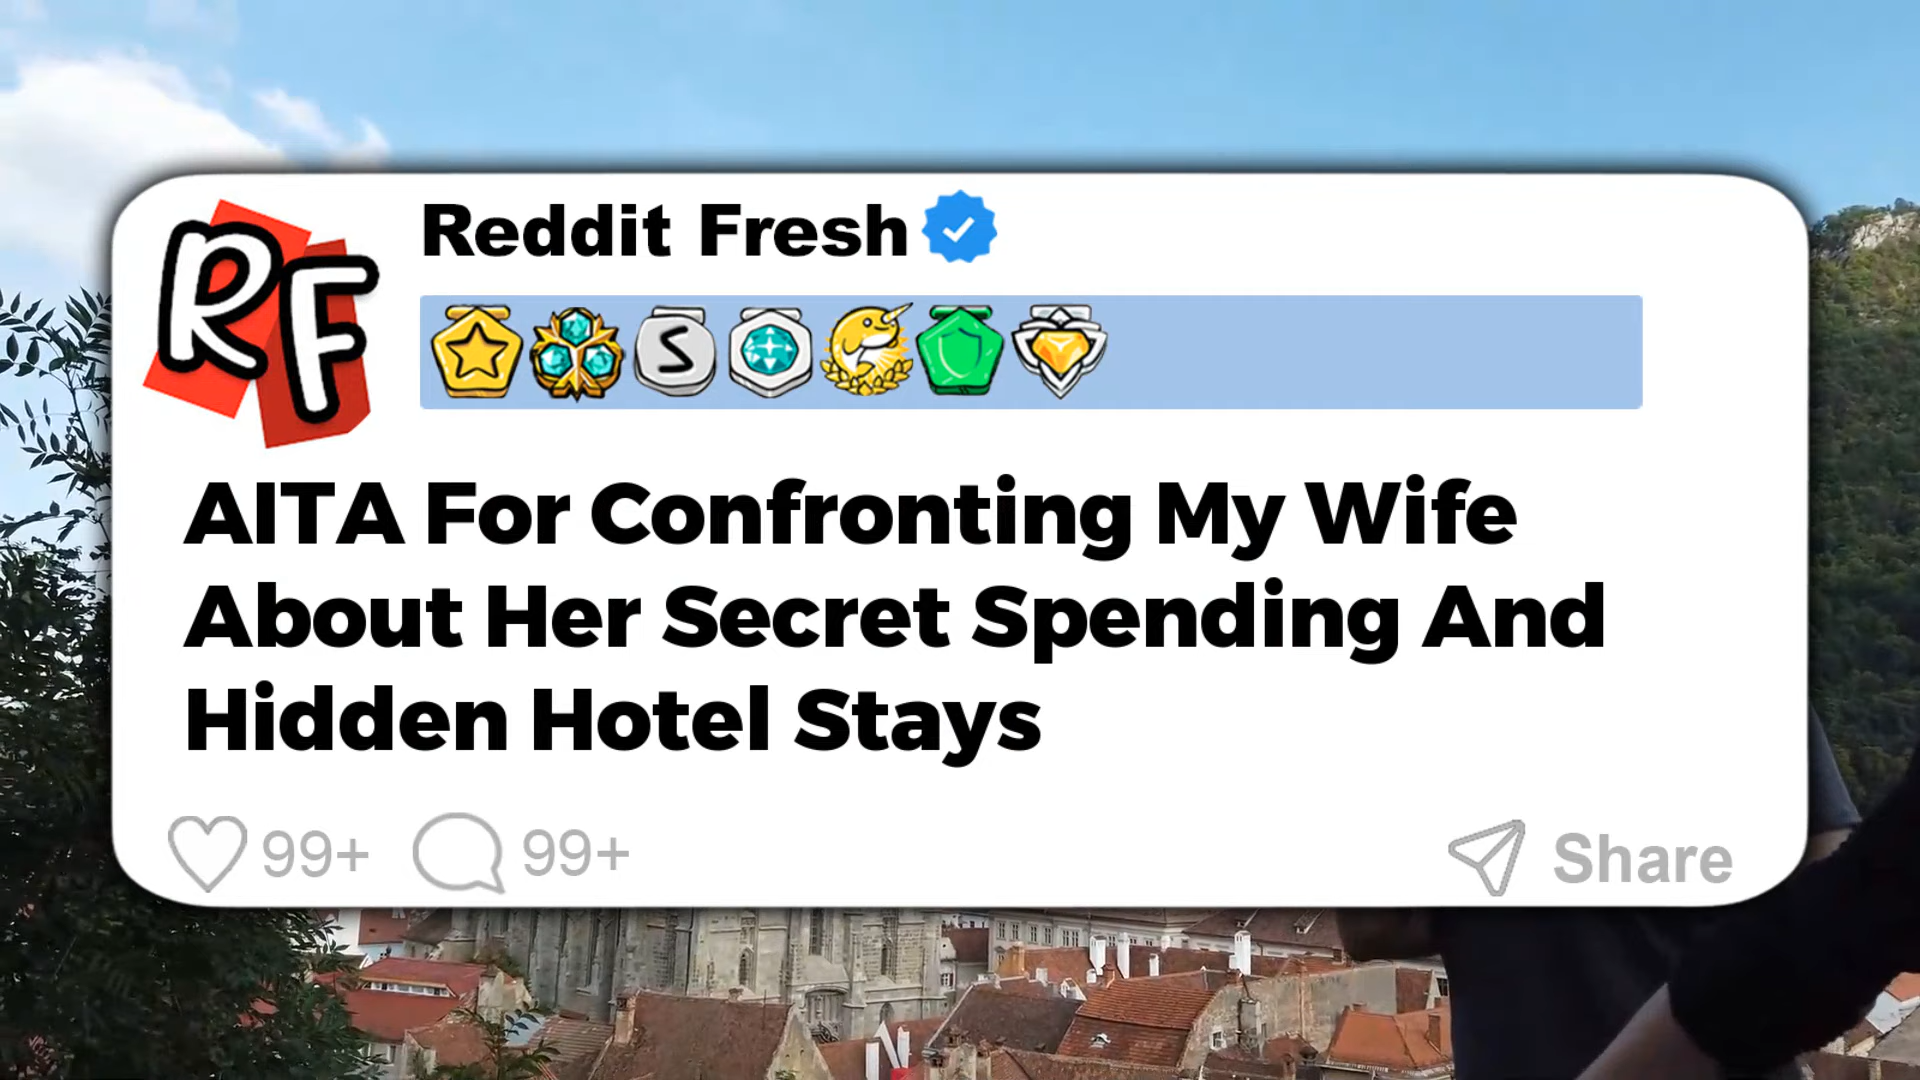 RF
Reddit Fresh
S
AITA For Confronting My Wife
About Her Secret Spending And
Hidden Hotel Stays
99+ 99+ Share